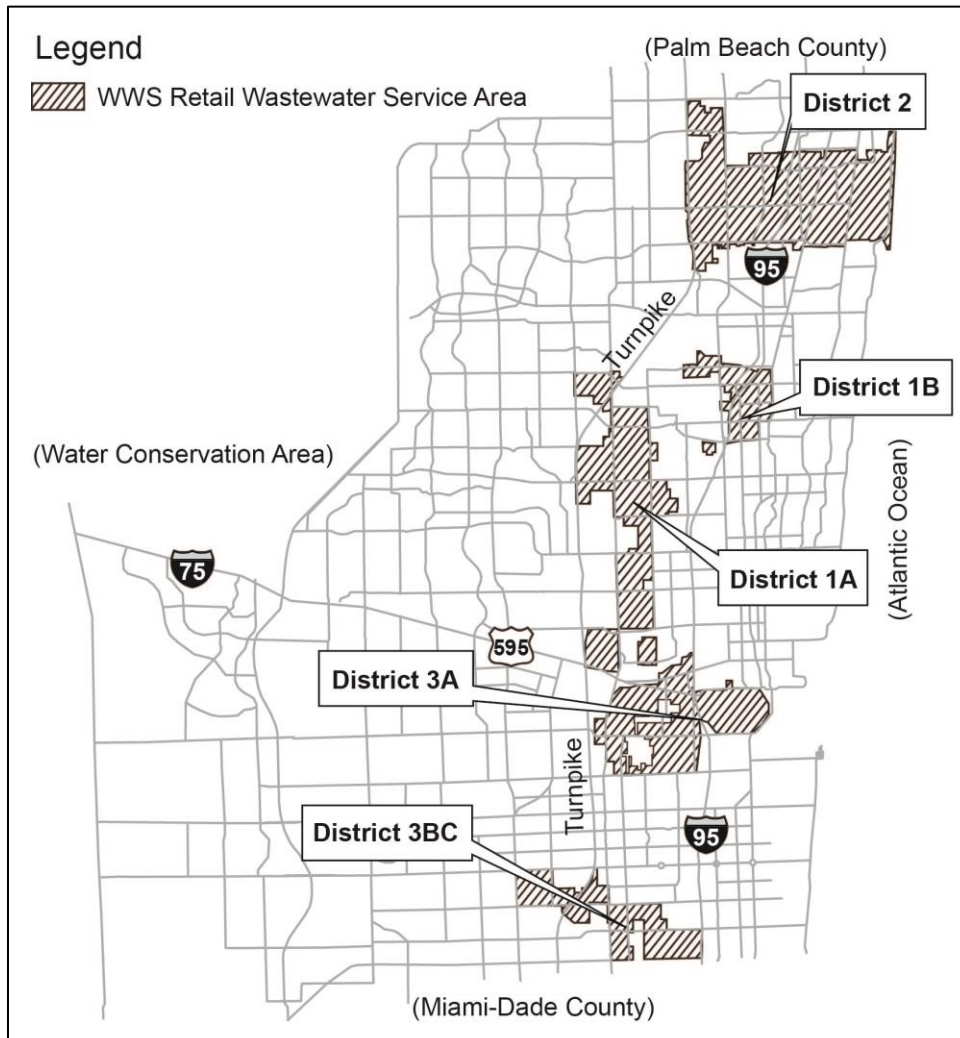 Legend
(Palm Beach County)
WWS Retail Wastewater Service Area
District 2
95
Turnpike
District 1B
(Water Conservation Area)
(Atlantic Ocean)
75
District 1A
595
District 3A
Turnpike
District 3BC
95
(Miami-Dade County)